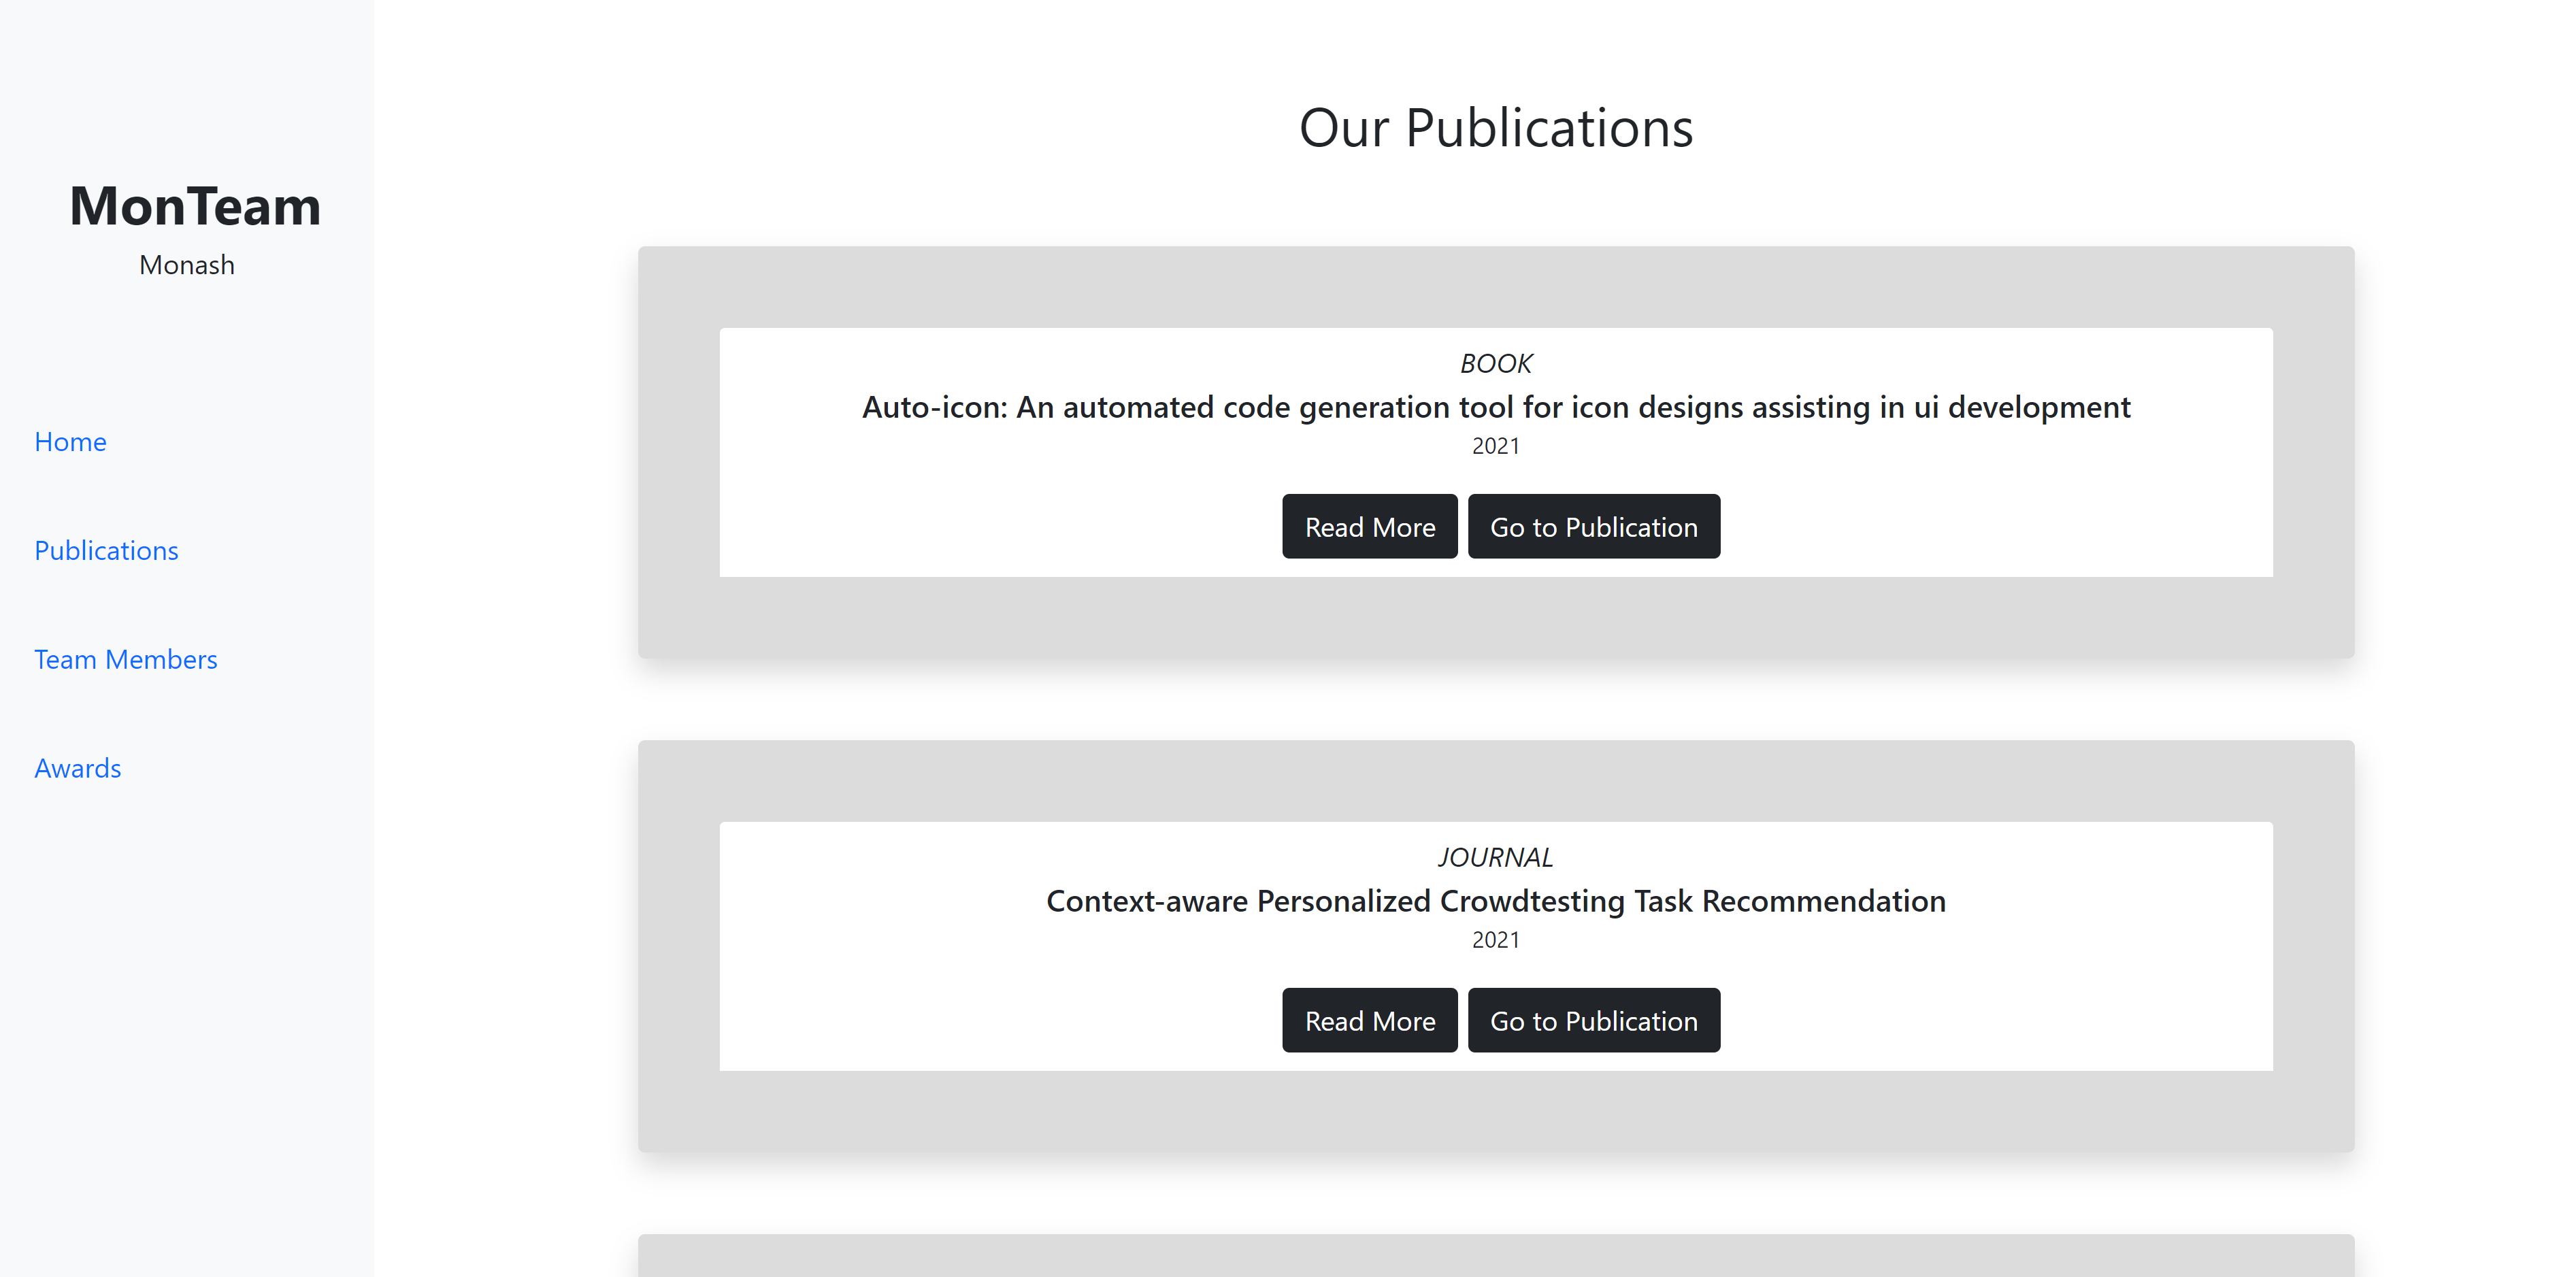 MonTeam
Monash
Home
Publications
Team Members
Awards
Our Publications
BOOK
Auto-icon: An automated code generation tool for icon designs assisting in ui development
2021
Read More
Go to Publication
JOURNAL
Context-aware Personalized Crowdtesting Task Recommendation
2021
Read More
Go to Publication